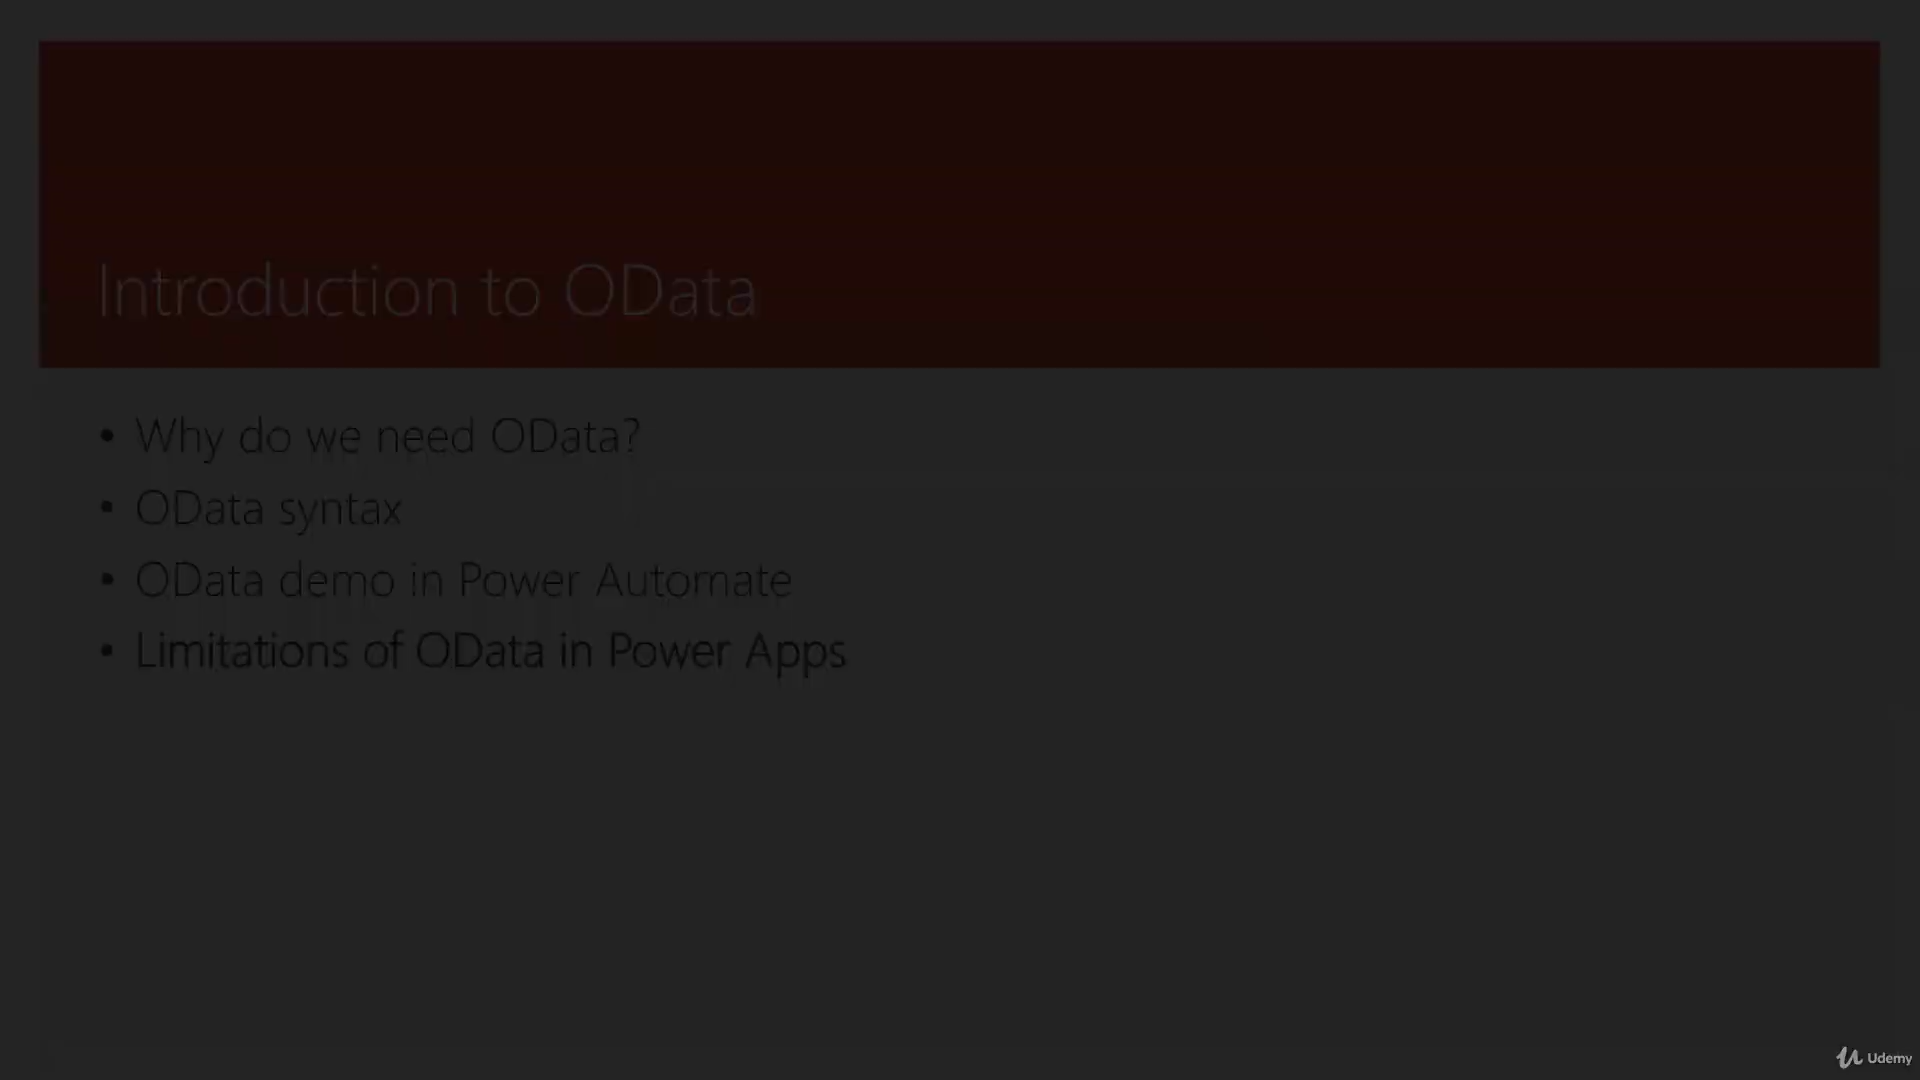 Introduction to OData
• Why do we need OData?
• OData syntax
• OData demo in Power Automate
• Limitations of OData in Power Apps
Udemy